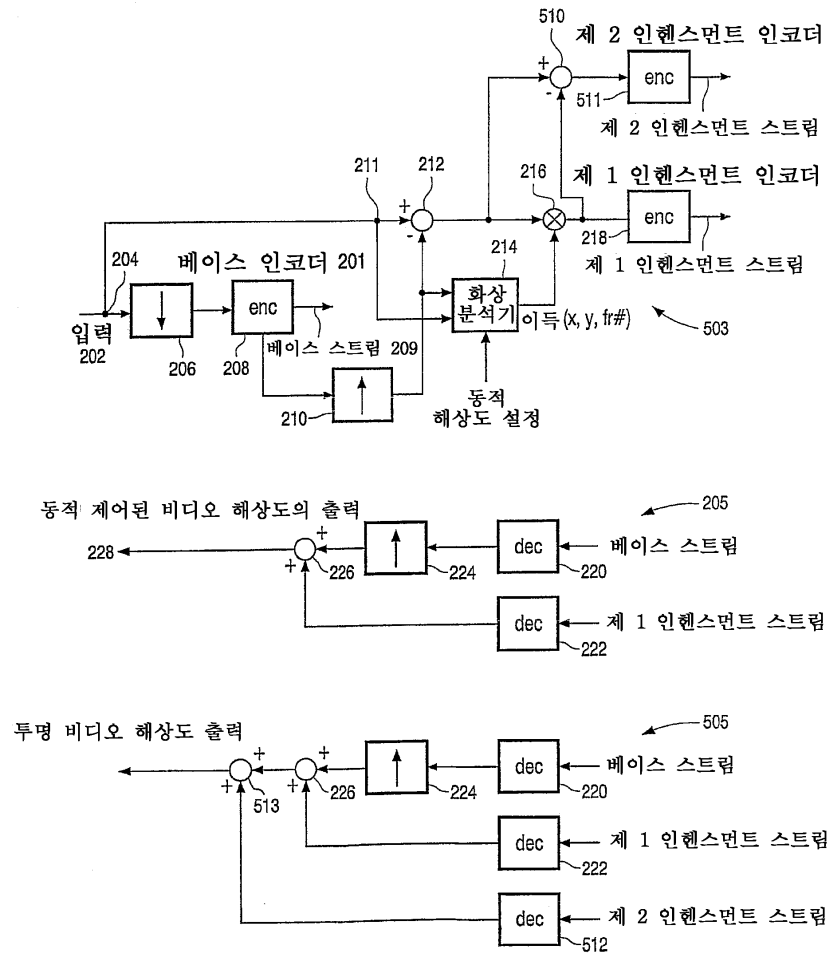 510
제 2 인헨스먼트 인코더
+
-
enc
511
제 2 인헨스먼트 스트림
211
212
216
제 1 인헨스먼트 인코더
+
-
enc
218
제 1 인헨스먼트 스트림
204
베이스 인코더 201
214
화상
분석기
이득(x, y, fr#)
503
입력
202
206
enc
208
베이스 스트림 209
210
동적
해상도 설정
동적 제어된 비디오 해상도의 출력
205
228
+
+
226
224
dec
220
베이스 스트림
dec
222
제 1 인헨스먼트 스트림
투명 비디오 해상도 출력
505
+
+
513
+
+
226
224
dec
220
베이스 스트림
dec
222
제 1 인헨스먼트 스트림
dec
512
제 2 인헨스먼트 스트림